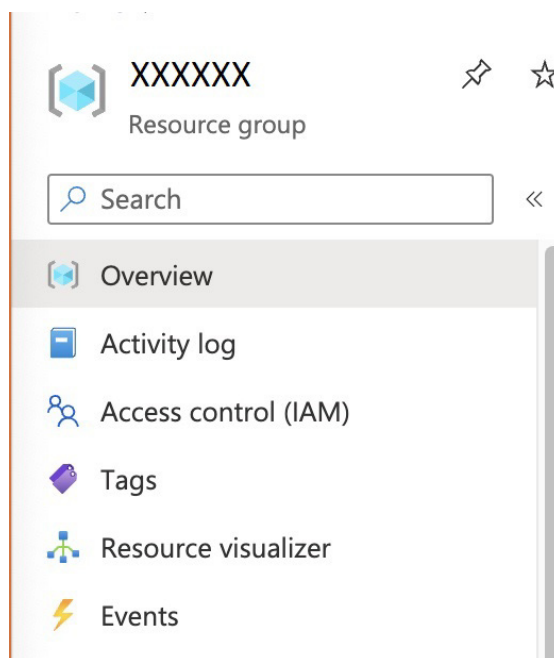 XXXXXX
Resource group
Search
Overview
Activity log
Access control (IAM)
Tags
Resource visualizer
Events